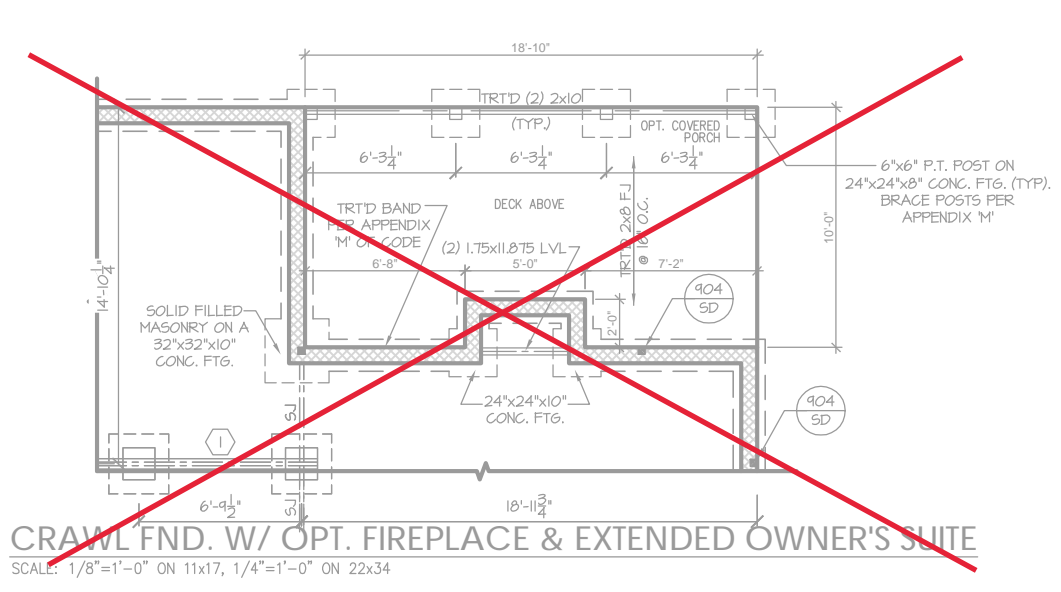 18'-10"
TRT'D (2) 2x10
(TYP.)
OPT. COVERED
PORCH
6'-3 1/4"
6'-3 1/4"
6'-3 1/4"
6"x6" P.T. POST ON
24"x24"x8" CONC. FTG. (TYP).
BRACE POSTS PER
APPENDIX 'M'
TRT'D BAND
PER APPENDIX
'M' OF CODE
DECK ABOVE
TRT'D 2x8 FJ
@ 16" O.C.
10'-0"
(2) 1.75x11.875 LVL
6'-8"
5'-0"
7'-2"
14'-10 1/4"
904
SD
2'-0"
SOLID FILLED
MASONRY ON A
32"x32"x10"
CONC. FTG.
24"x24"x10"
CONC. FTG.
904
SD
SJ
1
6'-9 1/2"
SJ
18'-11 3/4"
CRAWL FND. W/ OPT. FIREPLACE & EXTENDED OWNER'S SUITE
SCALE: 1/8"=1'-0" ON 11x17, 1/4"=1'-0" ON 22x34